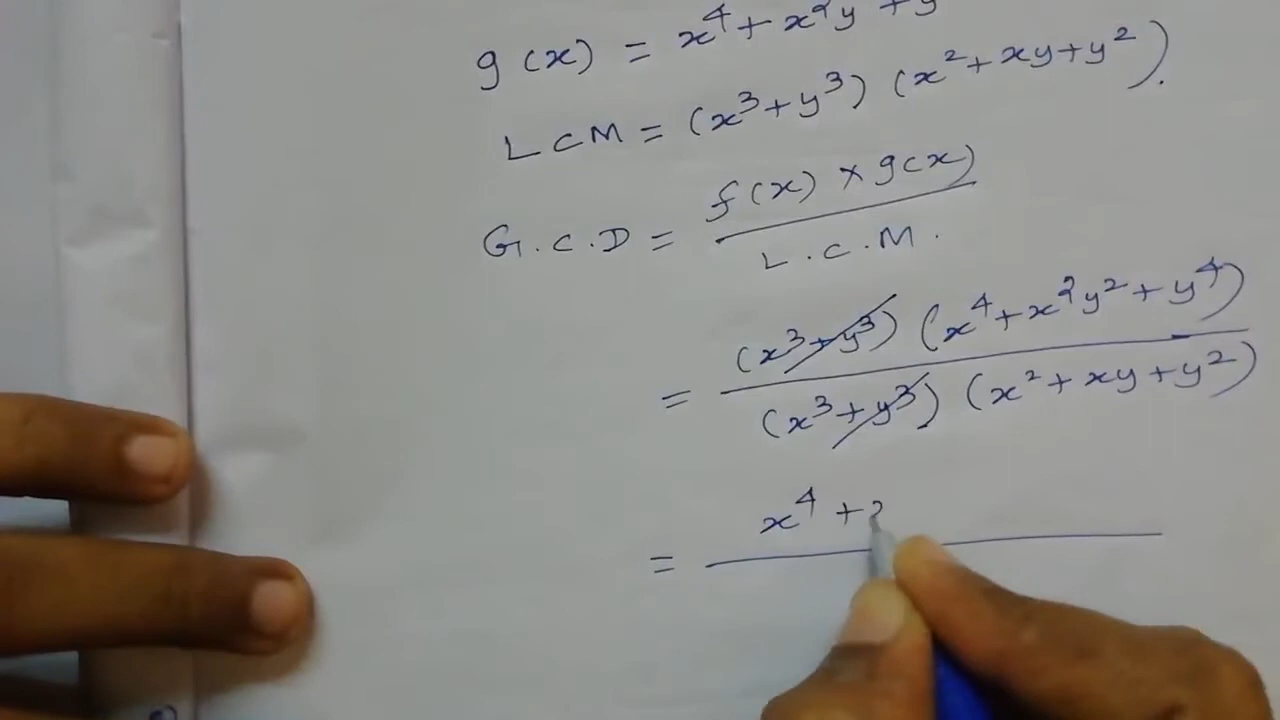 g(x) = x⁴ + x²y + y
LCM = (x³ + y³) (x² + xy + y²).
G.C.D = f(x) × g(x) / L.C.M.
= (x³ + y³) (x⁴ + x²y² + y⁴) / (x³ + y³) (x² + xy + y²)
= x⁴ +